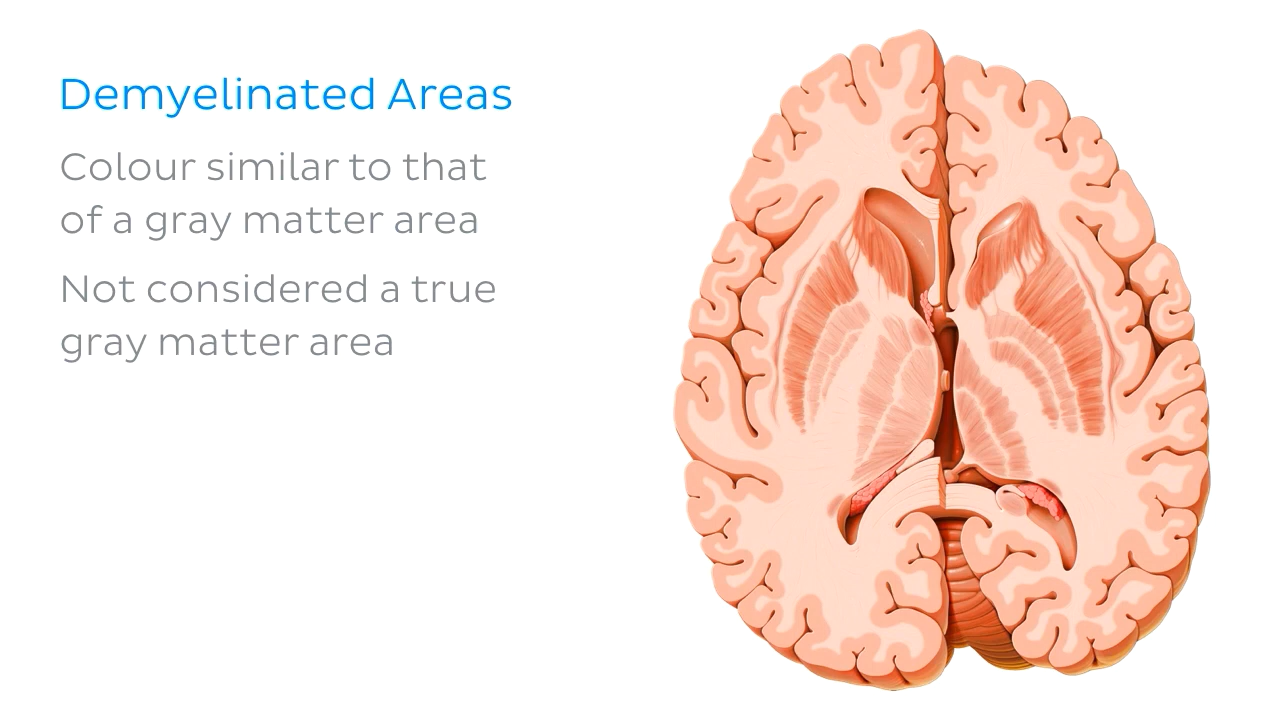 Demyelinated Areas
Colour similar to that
of a gray matter area
Not considered a true
gray matter area